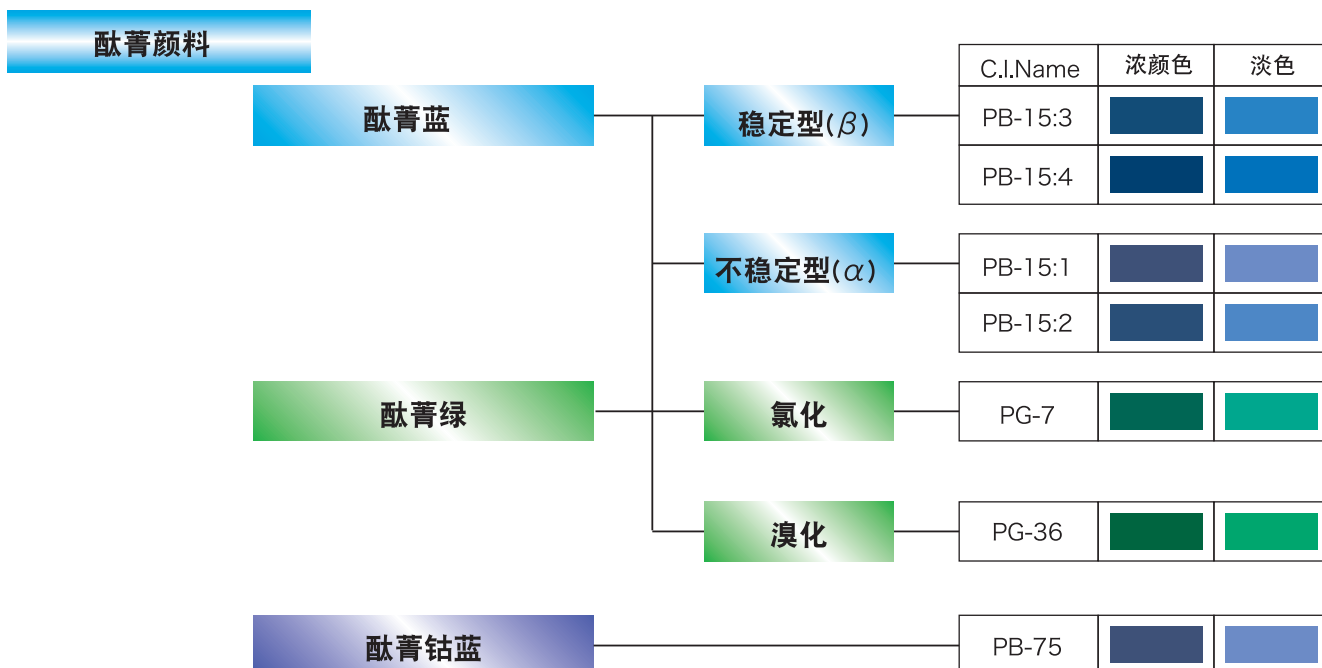 酞菁颜料
C.I.Name 浓颜色 淡色
酞菁蓝 稳定型(β) PB-15:3
PB-15:4
不稳定型(α) PB-15:1
PB-15:2
酞菁绿 氯化 PG-7
溴化 PG-36
酞菁钴蓝 PB-75